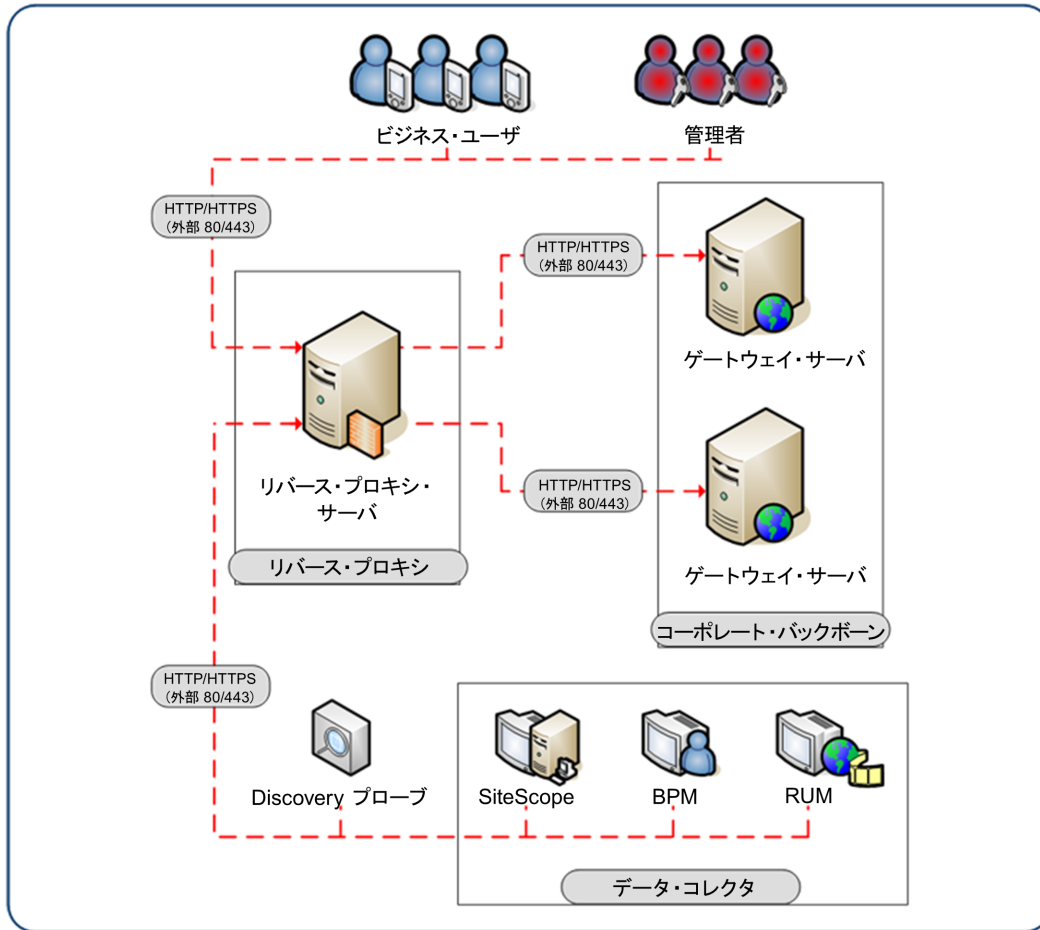 ビジネス・ユーザ
管理者
HTTP/HTTPS
(外部 80/443)
HTTP/HTTPS
(外部 80/443)
ゲートウェイ・サーバ
リバース・プロキシ・
サーバ
リバース・プロキシ
HTTP/HTTPS
(外部 80/443)
ゲートウェイ・サーバ
コーポレート・バックボーン
HTTP/HTTPS
(外部 80/443)
Discovery プローブ
SiteScope
BPM
RUM
データ・コレクタ